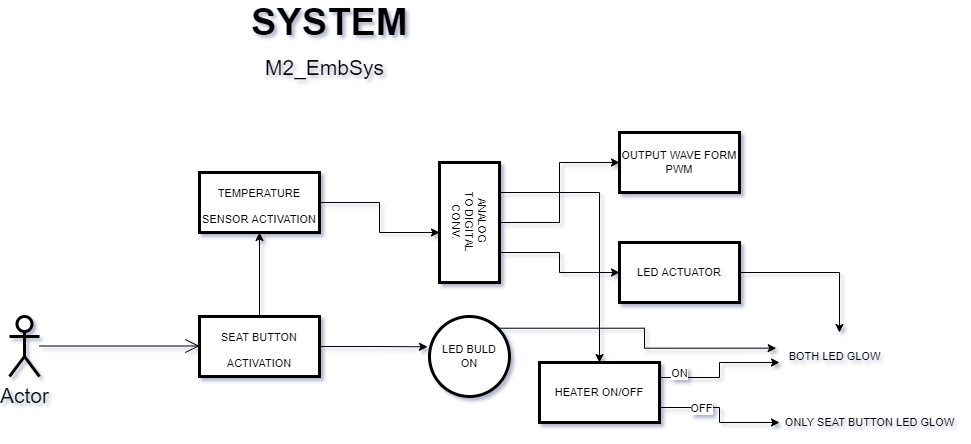 SYSTEM
M2_EmbSys
OUTPUT WAVE FORM
PWM
TEMPERATURE
SENSOR ACTIVATION
ANALOG
TO DIGITAL
CONV.
LED ACTUATOR
SEAT BUTTON
ACTIVATION
LED BULD
ON
BOTH LED GLOW
HEATER ON/OFF
ON
OFF
ONLY SEAT BUTTON LED GLOW
Actor